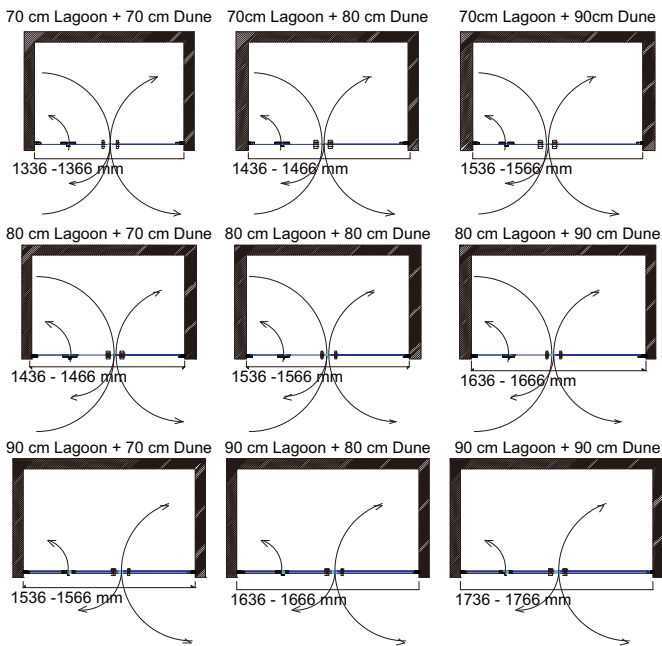 70 cm Lagoon + 70 cm Dune
70cm Lagoon + 80 cm Dune
70cm Lagoon + 90cm Dune
1336 -1366 mm
1436 - 1466 mm
1536 -1566 mm
80 cm Lagoon + 70 cm Dune
80 cm Lagoon + 80 cm Dune
80 cm Lagoon + 90 cm Dune
1436 - 1466 mm
1536 -1566 mm
1636 - 1666 mm
90 cm Lagoon + 70 cm Dune
90 cm Lagoon + 80 cm Dune
90 cm Lagoon + 90 cm Dune
1536 -1566 mm
1636 - 1666 mm
1736 - 1766 mm